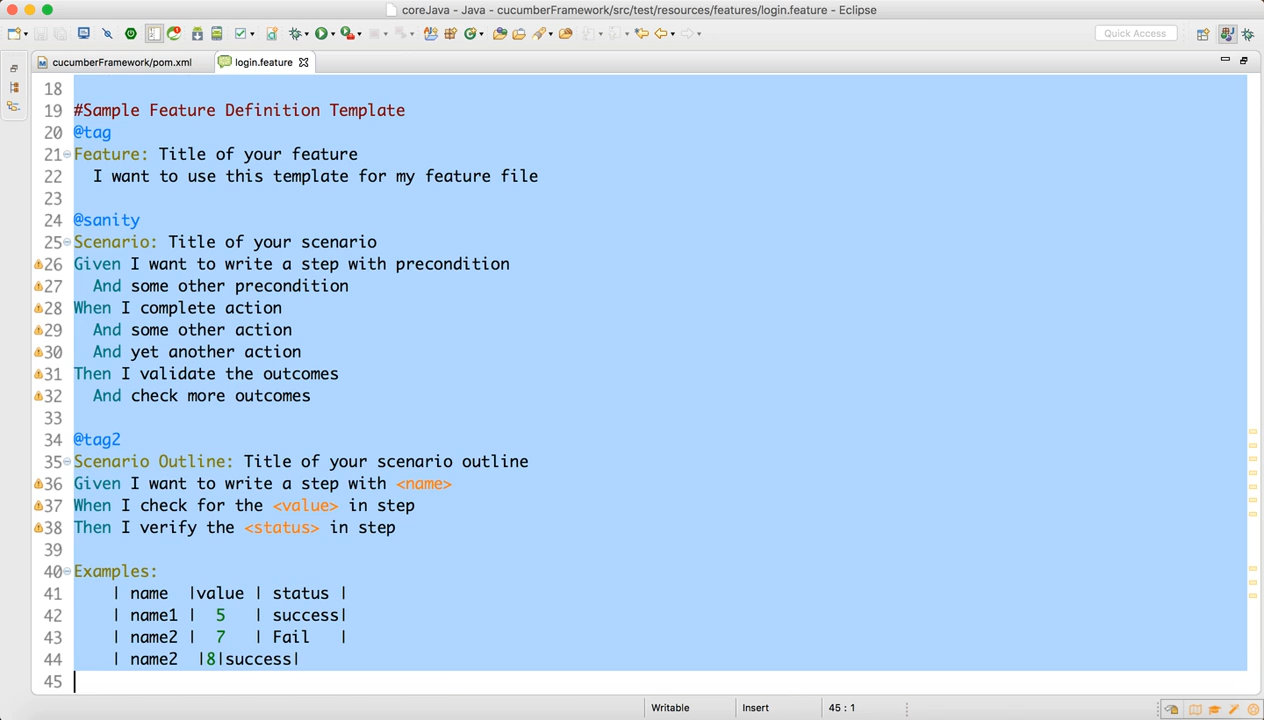 coreJava - cucumberFramework/src/test/resources/features/login.feature - Eclipse
Quick Access
cucumberFramework/pom.xml
login.feature
18
19 #Sample Feature Definition Template
20 @tag
21 Feature: Title of your feature
22 I want to use this template for my feature file
23
24 @sanity
25 Scenario: Title of your scenario
26 Given I want to write a step with precondition
27 And some other precondition
28 When I complete action
29 And some other action
30 And yet another action
31 Then I validate the outcomes
32 And check more outcomes
33
34 @tag2
35 Scenario Outline: Title of your scenario outline
36 Given I want to write a step with <name>
37 When I check for the <value> in step
38 Then I verify the <status> in step
39
40 Examples:
41 | name |value | status |
42 | name1 | 5 | success|
43 | name2 | 7 | Fail |
44 | name2 |8|success|
45
Writable
Insert
45 : 1